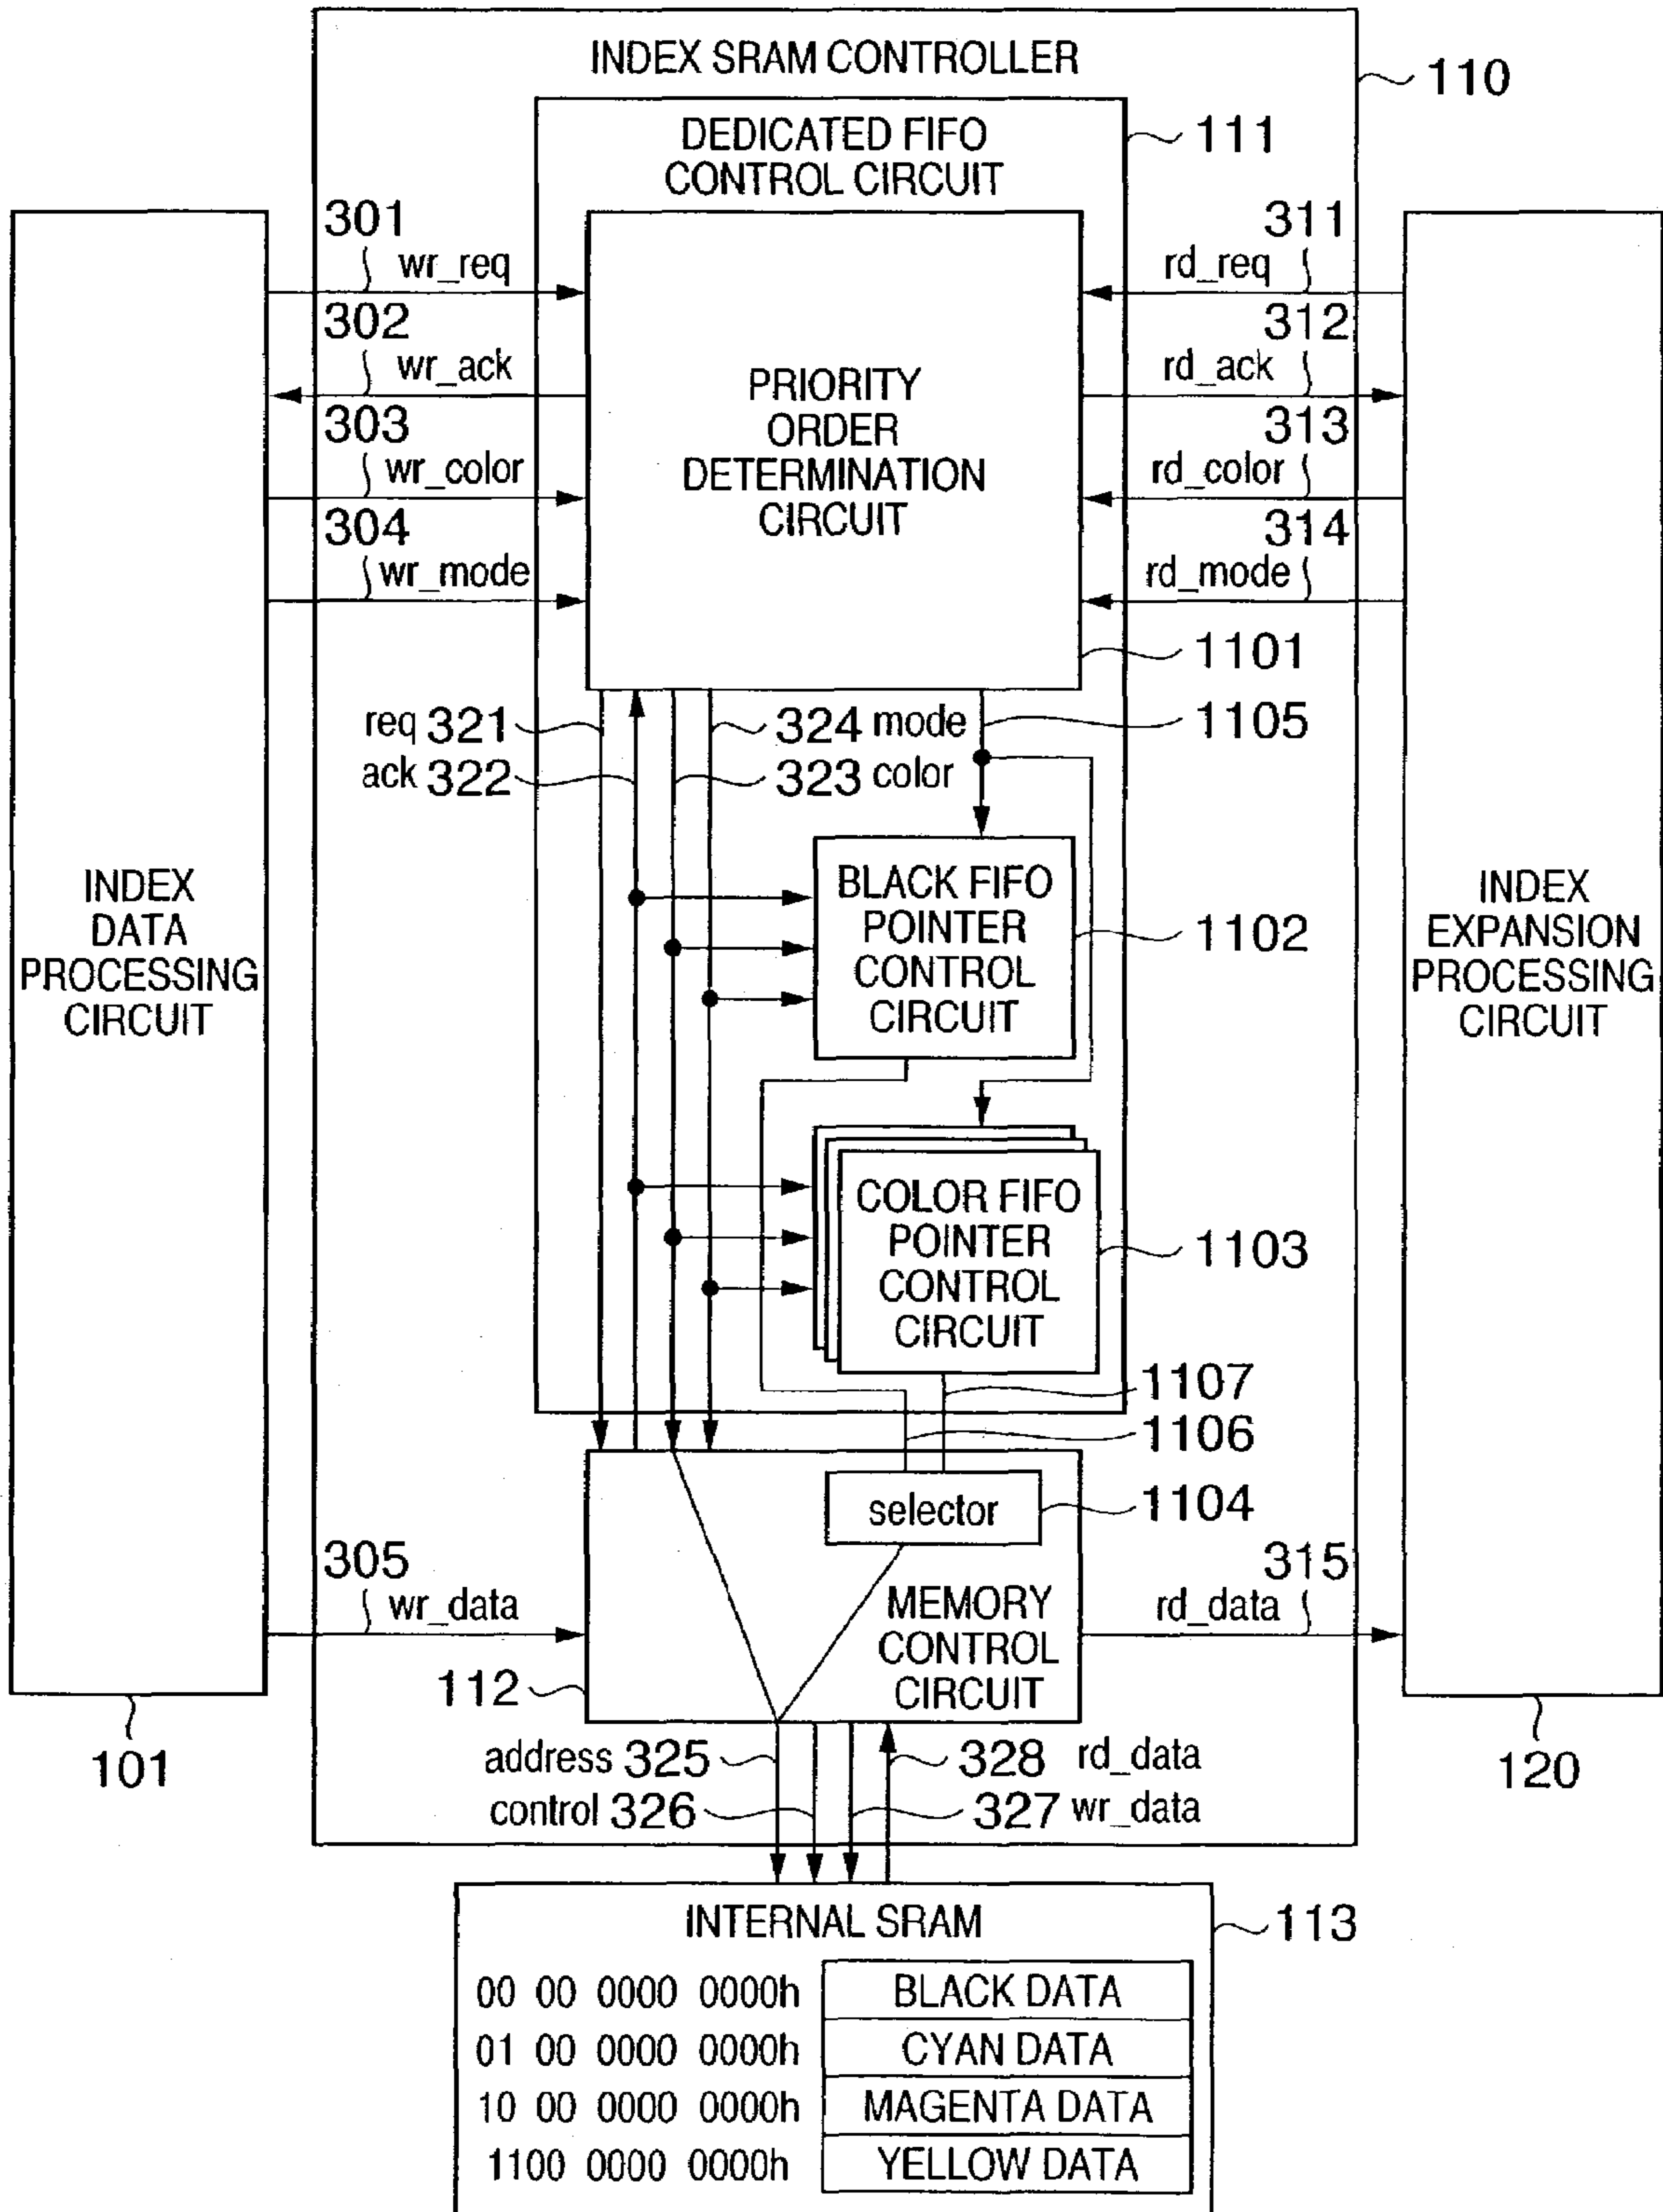 INDEX SRAM CONTROLLER
110
DEDICATED FIFO
CONTROL CIRCUIT
111
301
wr_req
302
wr_ack
303
wr_color
304
wr_mode
PRIORITY
ORDER
DETERMINATION
CIRCUIT
311
rd_req
312
rd_ack
313
rd_color
314
rd_mode
1101
req 321
ack 322
324 mode
323 color
1105
INDEX
DATA
PROCESSING
CIRCUIT
BLACK FIFO
POINTER
CONTROL
CIRCUIT
1102
INDEX
EXPANSION
PROCESSING
CIRCUIT
COLOR FIFO
POINTER
CONTROL
CIRCUIT
1103
1107
1106
selector
1104
305
wr_data
MEMORY
CONTROL
CIRCUIT
315
rd_data
112
101
120
address 325
control 326
328 rd_data
327 wr_data
INTERNAL SRAM
113
00 00 0000 0000h BLACK DATA
01 00 0000 0000h CYAN DATA
10 00 0000 0000h MAGENTA DATA
1100 0000 0000h YELLOW DATA